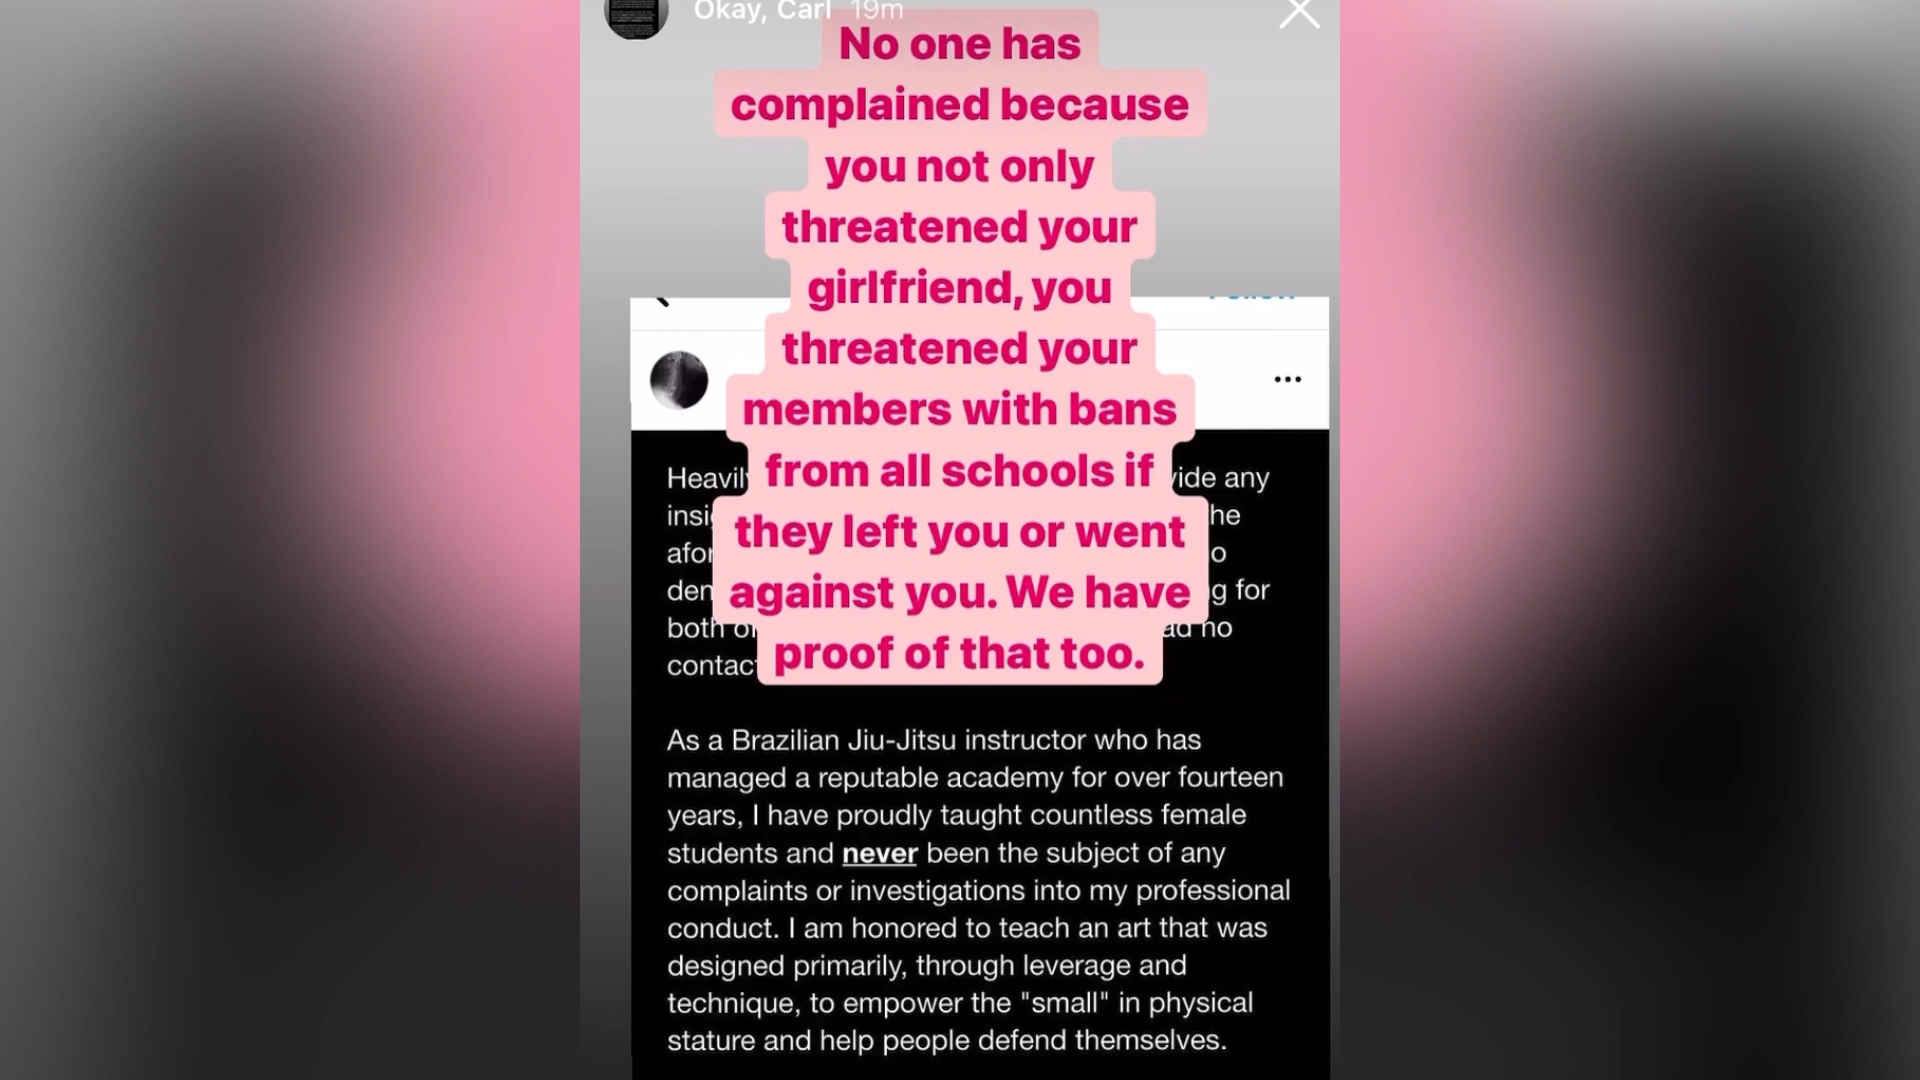 Okay, Carl 19m
No one has
complained because
you not only
threatened your
girlfriend, you
threatened your
members with bans
from all schools if
they left you or went
against you. We have
proof of that too.
Follow
any
he
for
both
no
As a Brazilian Jiu-Jitsu instructor who has
managed a reputable academy for over fourteen
years, I have proudly taught countless female
students and never been the subject of any
complaints or investigations into my professional
conduct. I am honored to teach an art that was
designed primarily, through leverage and
technique, to empower the "small" in physical
stature and help people defend themselves.